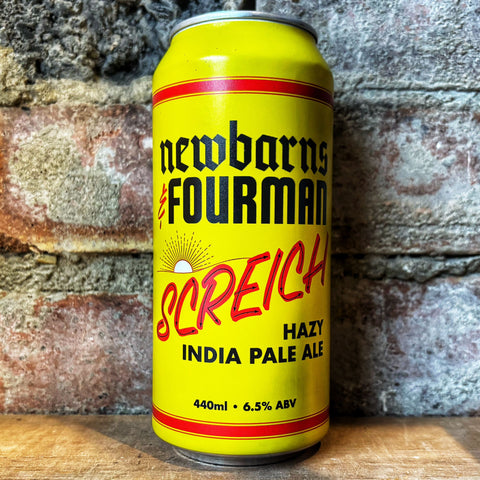 newbarns
& FOURMAN
SCREICH
HAZY
INDIA PALE ALE
440ml • 6.5% ABV